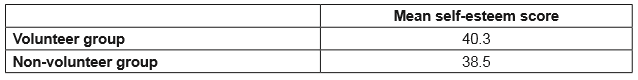 Mean self-esteem score
Volunteer group 40.3
Non-volunteer group 38.5